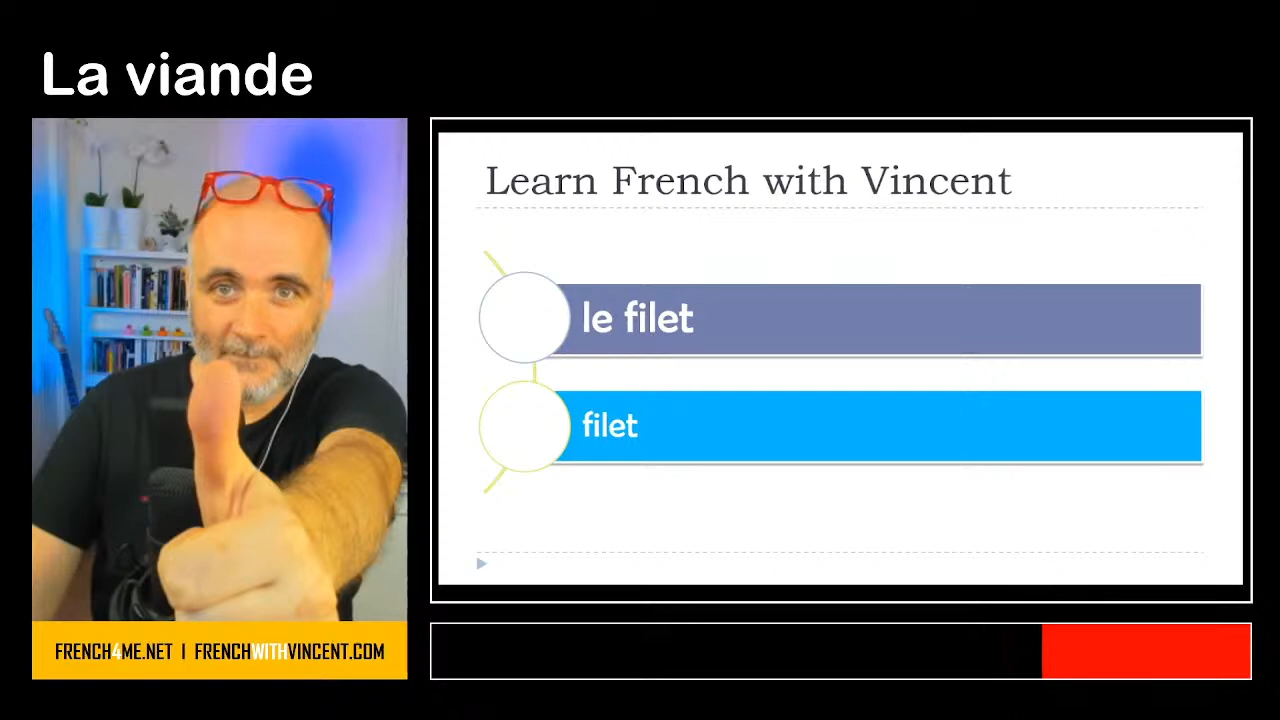 La viande
Learn French with Vincent
le filet
filet
FRENCH4ME.NET I FRENCHWITHVINCENT.COM